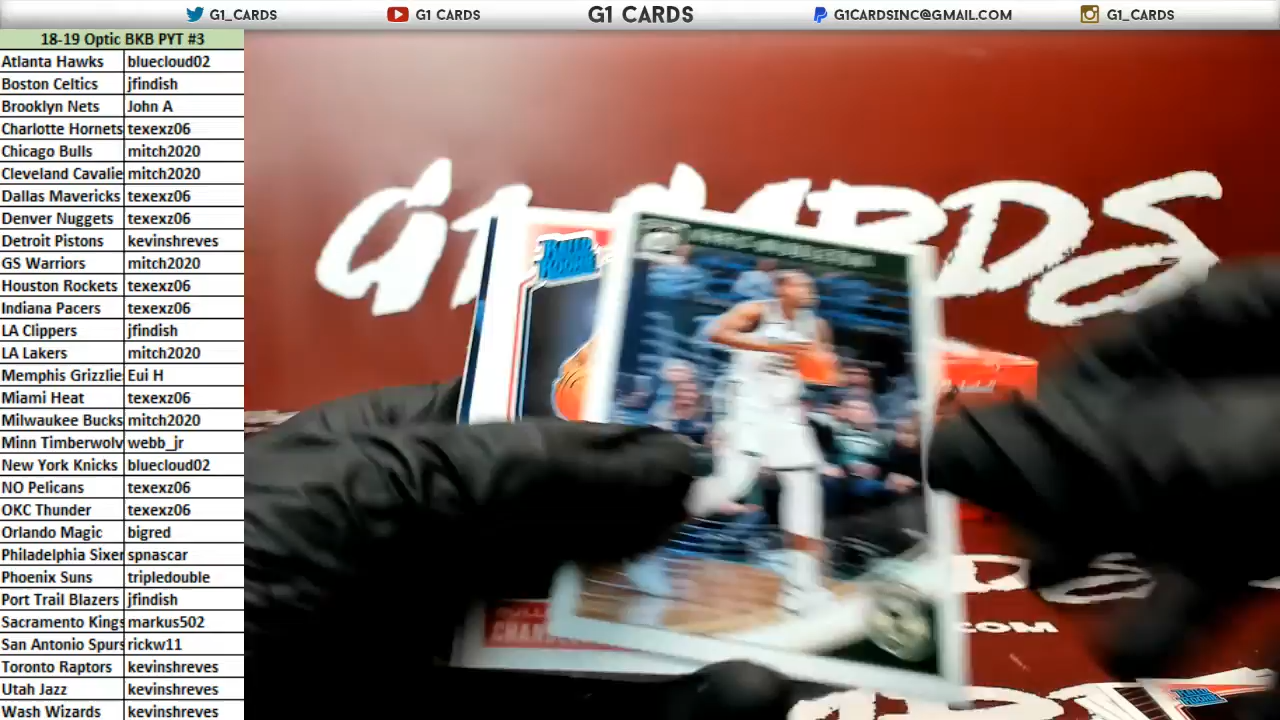 G1_CARDS
G1 CARDS
G1 CARDS
G1CARDSINC@GMAIL.COM
G1_CARDS
18-19 Optic BKB PYT #3
Atlanta Hawks bluecloud02
Boston Celtics jfindish
Brooklyn Nets John A
Charlotte Hornets texexz06
Chicago Bulls mitch2020
Cleveland Cavalie mitch2020
Dallas Mavericks texexz06
Denver Nuggets texexz06
Detroit Pistons kevinshreves
GS Warriors mitch2020
Houston Rockets texexz06
Indiana Pacers texexz06
LA Clippers jfindish
LA Lakers mitch2020
Memphis Grizzlie Eui H
Miami Heat texexz06
Milwaukee Bucks mitch2020
Minn Timberwolv webb_jr
New York Knicks bluecloud02
NO Pelicans texexz06
OKC Thunder texexz06
Orlando Magic bigred
Philadelphia Sixer spnascar
Phoenix Suns tripledouble
Port Trail Blazers jfindish
Sacramento Kings markus502
San Antonio Spurs rickw11
Toronto Raptors kevinshreves
Utah Jazz kevinshreves
Wash Wizards kevinshreves
G1 CARDS
RATED
ROOKIE